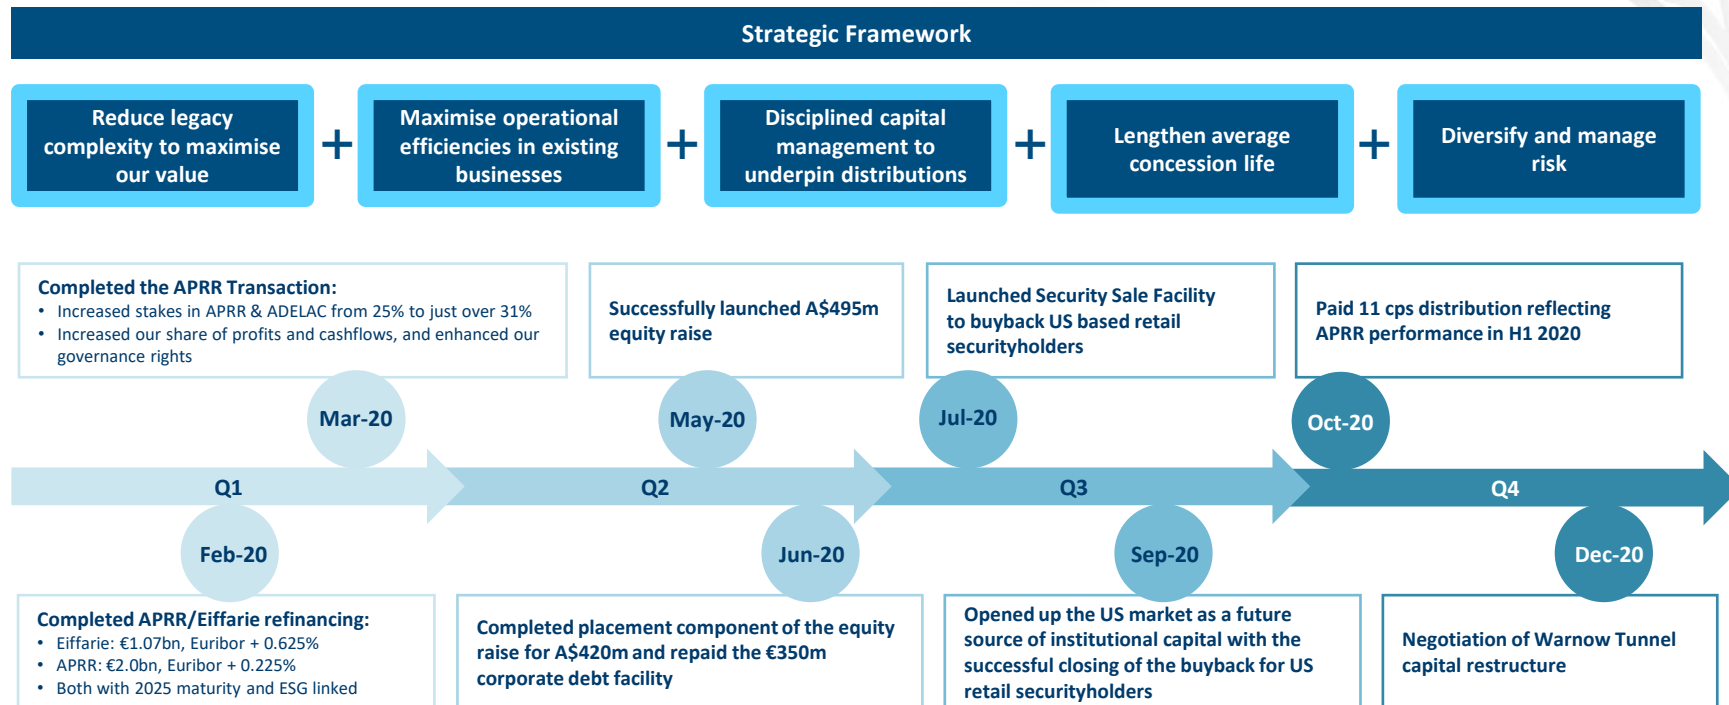 Strategic Framework
Reduce legacy
complexity to maximise
our value
+
Maximise operational
efficiencies in existing
businesses
+
Disciplined capital
management to
underpin distributions
+
Lengthen average
concession life
+
Diversify and manage
risk
Completed the APRR Transaction:
• Increased stakes in APRR & ADELAC from 25% to just over 31%
• Increased our share of profits and cashflows, and enhanced our
governance rights
Successfully launched A$495m
equity raise
Launched Security Sale Facility
to buyback US based retail
securityholders
Paid 11 cps distribution reflecting
APRR performance in H1 2020
Mar-20
May-20
Jul-20
Oct-20
Q1
Q2
Q3
Q4
Feb-20
Jun-20
Sep-20
Dec-20
Completed APRR/Eiffarie refinancing:
• Eiffarie: €1.07bn, Euribor + 0.625%
• APRR: €2.0bn, Euribor + 0.225%
• Both with 2025 maturity and ESG linked
Completed placement component of the equity
raise for A$420m and repaid the €350m
corporate debt facility
Opened up the US market as a future
source of institutional capital with the
successful closing of the buyback for US
retail securityholders
Negotiation of Warnow Tunnel
capital restructure